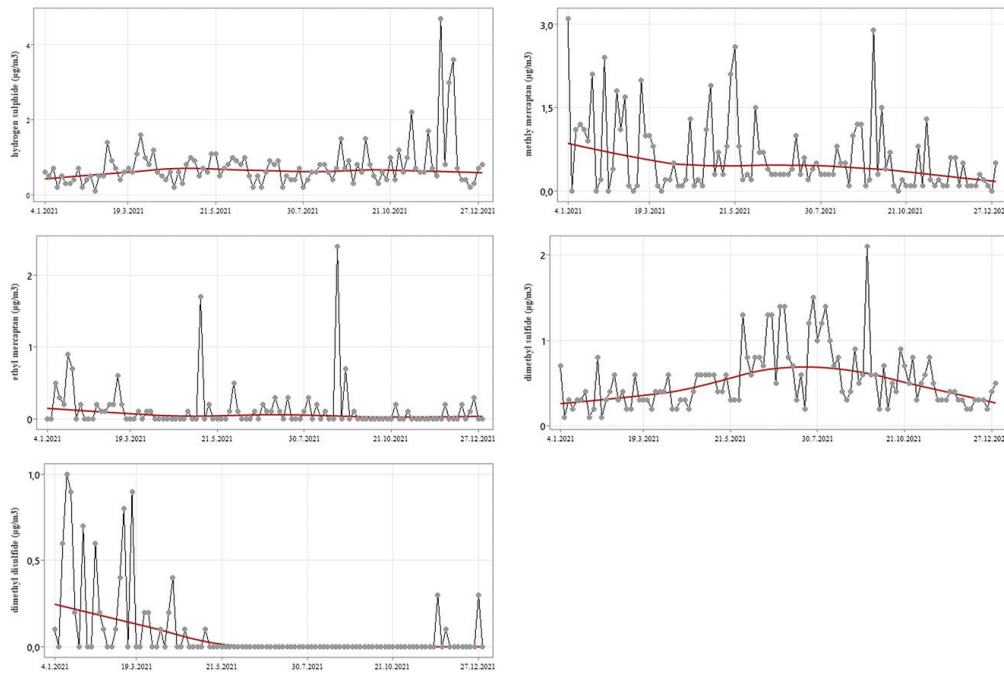 hydrogen sulphide (µg/m3)
4
2
0
4.1.2021 19.3.2021 21.5.2021 30.7.2021 21.10.2021 27.12.2021
methly mercaptan (µg/m3)
3,0
1,5
0,0
4.1.2021 19.3.2021 21.5.2021 30.7.2021 21.10.2021 27.12.202
ethyl mercaptan (µg/m3)
2
1
0
4.1.2021 19.3.2021 21.5.2021 30.7.2021 21.10.2021 27.12.2021
dimethyl sulfide (µg/m3)
2
1
0
4.1.2021 19.3.2021 21.5.2021 30.7.2021 21.10.2021 27.12.2021
dimethyl disulfide (µg/m3)
1,0
0,5
0,0
4.1.2021 19.3.2021 21.5.2021 30.7.2021 21.10.2021 27.12.2021